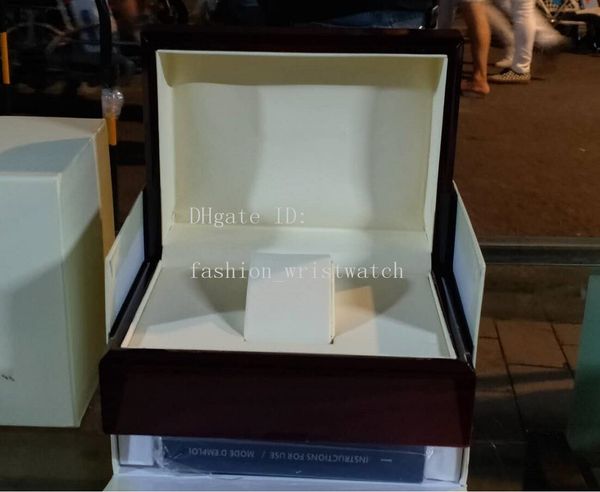 DHgate ID:
fashion_wristwatch
INSTRUCTIONS FOR USE / MODE D'EMPLOI